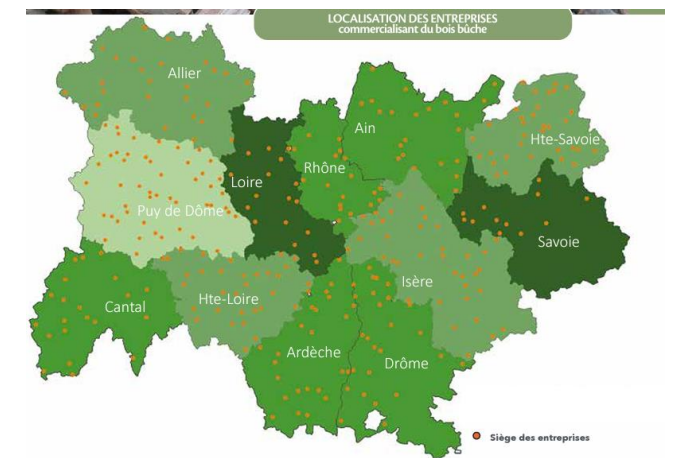 LOCALISATION DES ENTREPRISES
commercialisant du bois bûche
Allier
Ain
Hte-Savoie
Rhône
Loire
Puy de Dôme
Savoie
Isère
Hte-Loire
Cantal
Ardèche
Drôme
Siège des entreprises